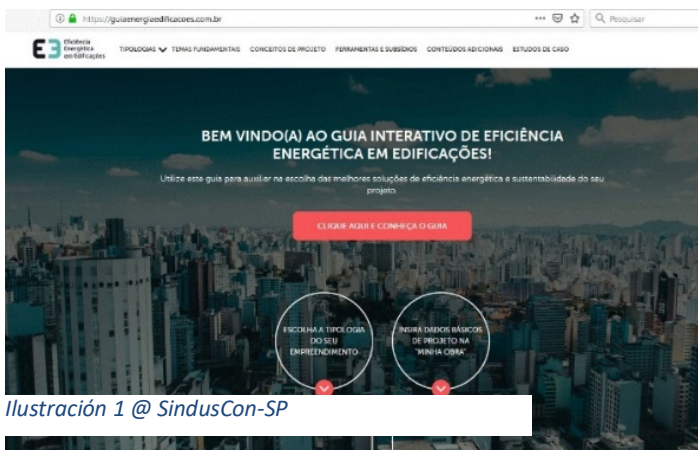 https://guiaenergiaedificacoes.com.br
Pesquisar
E3 Eficiência
Energética
em Edificações
TIPOLOGIAS TEMAS FUNDAMENTAIS CONCEITOS DE PROJETO FERRAMENTAS E SUBSÍDIOS CONTEÚDOS ADICIONAIS ESTUDOS DE CASO
BEM VINDO(A) AO GUIA INTERATIVO DE EFICIÊNCIA
ENERGÉTICA EM EDIFICAÇÕES!
Utilize este guia para auxiliar na escolha das melhores soluções de eficiência energética e sustentabilidade do seu
projeto.
CLIQUE AQUI E CONHEÇA O GUIA
ESCOLHA A TIPOLOGIA
DO SEU
EMPREENDIMENTO
INSIRA DADOS BÁSICOS
DE PROJETO NA
"MINHA OBRA"
Ilustración 1 @ SindusCon-SP